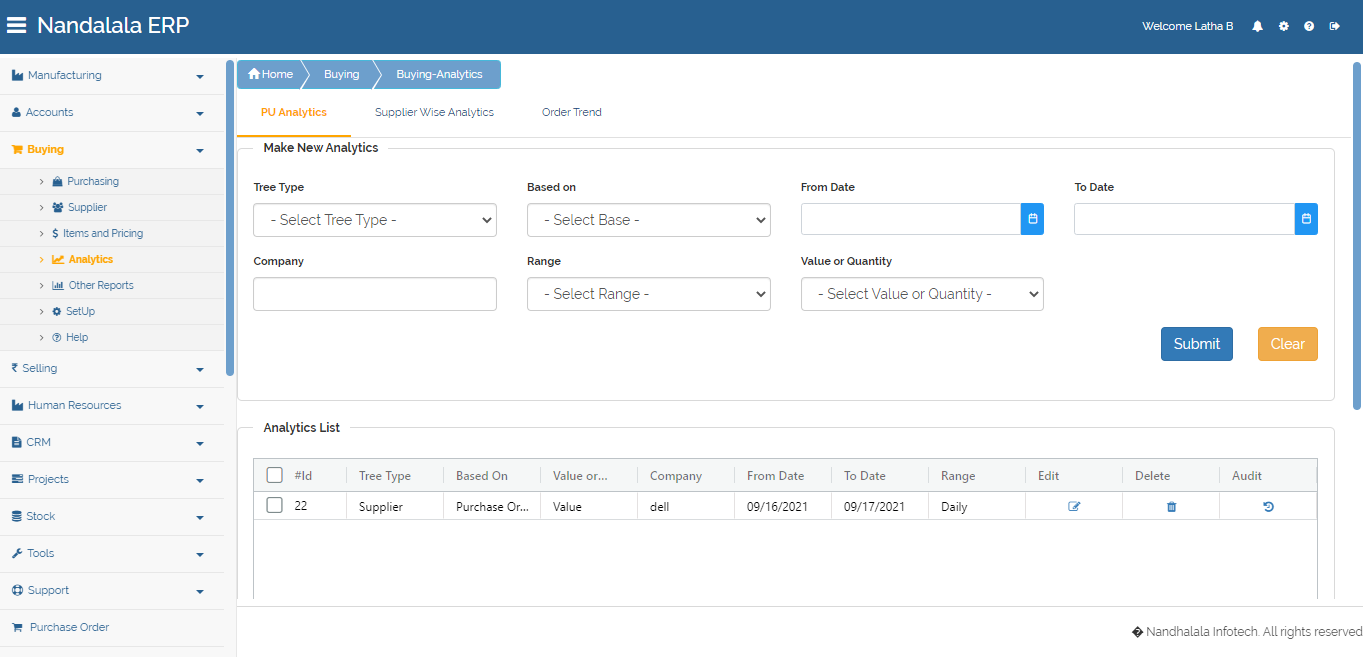 Nandalala ERP
Welcome Latha B
Manufacturing
Accounts
Buying
Purchasing
Supplier
Items and Pricing
Analytics
Other Reports
SetUp
Help
Selling
Human Resources
CRM
Projects
Stock
Tools
Support
Purchase Order
Home Buying Buying-Analytics
PU Analytics Supplier Wise Analytics Order Trend
Make New Analytics
Tree Type Based on From Date To Date
- Select Tree Type - - Select Base -
Company Range Value or Quantity
- Select Range - - Select Value or Quantity -
Submit Clear
Analytics List
#Id Tree Type Based On Value or... Company From Date To Date Range Edit Delete Audit
22 Supplier Purchase Or... Value dell 09/16/2021 09/17/2021 Daily
� Nandhalala Infotech. All rights reserved